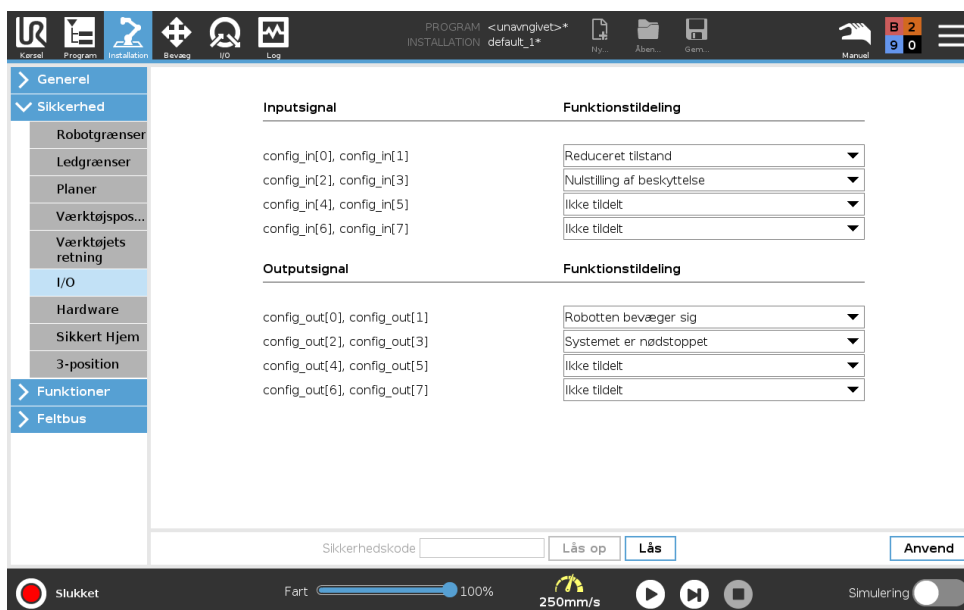 UR
PROGRAM <unavngivet>*
INSTALLATION default_1*
Kørsel Program Installation Bevæg I/O Log Ny... Åben... Gem... Manuel
B 2
9 0
Generel
Sikkerhed
Robotgrænser
Ledgrænser
Planer
Værktøjspos...
Værktøjets
retning
I/O
Hardware
Sikkert Hjem
3-position
Funktioner
Feltbus
Inputsignal Funktionstildeling
config_in[0], config_in[1] Reduceret tilstand
config_in[2], config_in[3] Nulstilling af beskyttelse
config_in[4], config_in[5] Ikke tildelt
config_in[6], config_in[7] Ikke tildelt
Outputsignal Funktionstildeling
config_out[0], config_out[1] Robotten bevæger sig
config_out[2], config_out[3] Systemet er nødstoppet
config_out[4], config_out[5] Ikke tildelt
config_out[6], config_out[7] Ikke tildelt
Sikkerhedskode Lås op Lås Anvend
Slukket Fart 100% 250mm/s Simulering